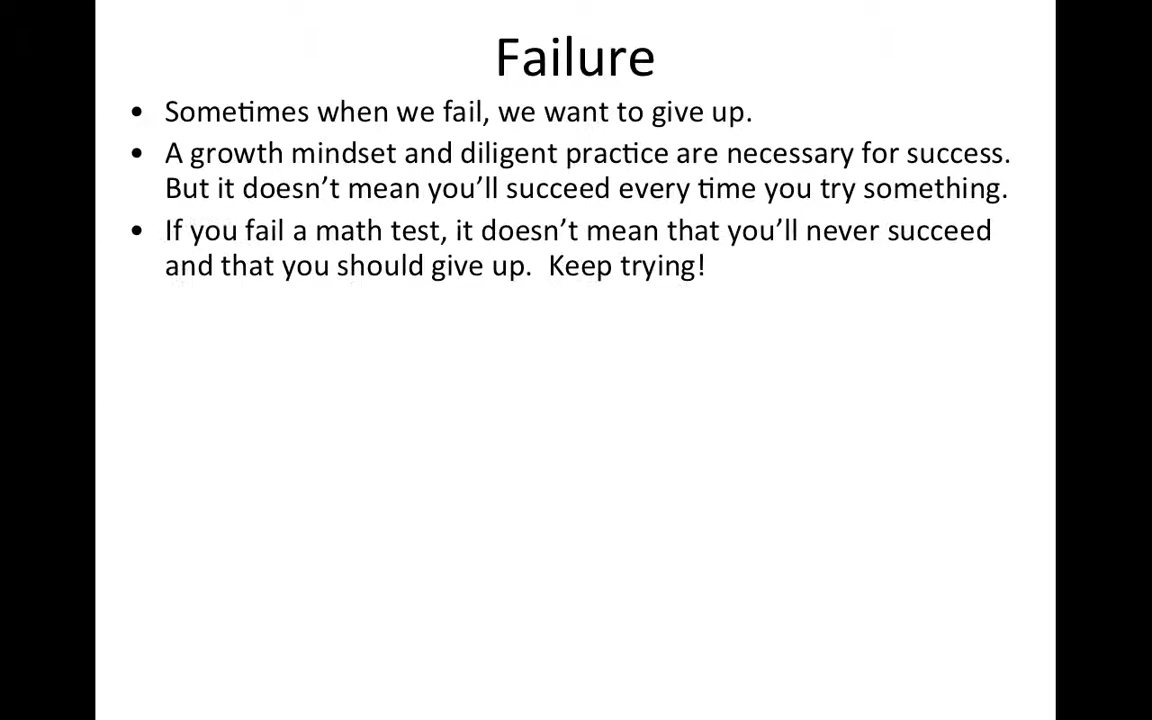 Failure
• Sometimes when we fail, we want to give up.
• A growth mindset and diligent practice are necessary for success.
But it doesn’t mean you’ll succeed every time you try something.
• If you fail a math test, it doesn’t mean that you’ll never succeed
and that you should give up.  Keep trying!